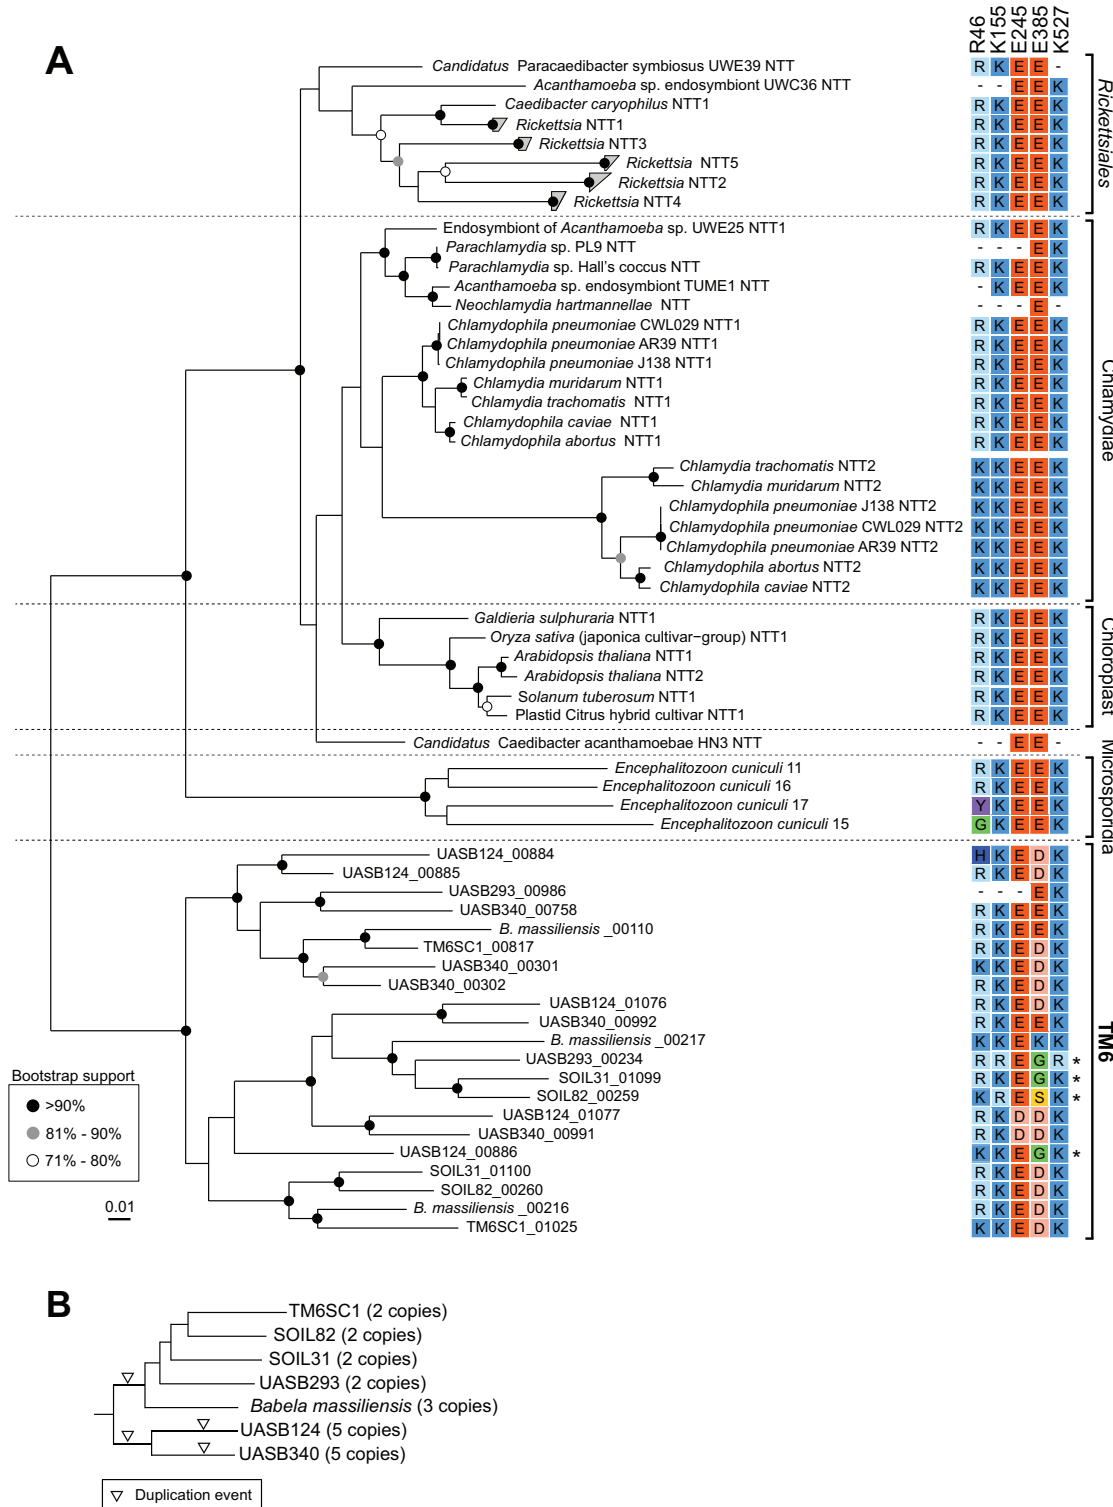 A
R46 K155 E245 E385 K527
Candidatus Paracaedibacter symbiosus UWE39 NTT R K E E -
Acanthamoeba sp. endosymbiont UWC36 NTT - - E E K
Caedibacter caryophilus NTT1 R K E E K
Rickettsia NTT1 R K E E K
Rickettsia NTT3 R K E E K
Rickettsia NTT5 R K E E K
Rickettsia NTT2 R K E E K
Rickettsia NTT4 R K E E K
Rickettsiales
Endosymbiont of Acanthamoeba sp. UWE25 NTT1 R K E E K
Parachlamydia sp. PL9 NTT - - - E K
Parachlamydia sp. Hall's coccus NTT R K E E K
Acanthamoeba sp. endosymbiont TUME1 NTT - K E E K
Neochlamydia hartmannellae NTT - - - E -
Chlamydophila pneumoniae CWL029 NTT1 R K E E K
Chlamydophila pneumoniae AR39 NTT1 R K E E K
Chlamydophila pneumoniae J138 NTT1 R K E E K
Chlamydia muridarum NTT1 R K E E K
Chlamydia trachomatis NTT1 R K E E K
Chlamydophila caviae NTT1 R K E E K
Chlamydophila abortus NTT1 R K E E K
Chlamydia trachomatis NTT2 K K E E K
Chlamydia muridarum NTT2 K K E E K
Chlamydophila pneumoniae J138 NTT2 K K E E K
Chlamydophila pneumoniae CWL029 NTT2 K K E E K
Chlamydophila pneumoniae AR39 NTT2 K K E E K
Chlamydophila abortus NTT2 K K E E K
Chlamydophila caviae NTT2 K K E E K
Chlamydiae
Galdieria sulphuraria NTT1 R K E E K
Oryza sativa (japonica cultivar-group) NTT1 R K E E K
Arabidopsis thaliana NTT1 R K E E K
Arabidopsis thaliana NTT2 R K E E K
Solanum tuberosum NTT1 R K E E K
Plastid Citrus hybrid cultivar NTT1 R K E E K
Chloroplast
Candidatus Caedibacter acanthamoebae HN3 NTT - - E E -
Encephalitozoon cuniculi 11 R K E E K
Encephalitozoon cuniculi 16 R K E E K
Encephalitozoon cuniculi 17 Y K E E K
Encephalitozoon cuniculi 15 G K E E K
Microsporidia
UASB124_00884 H K E D K
UASB124_00885 R K E D K
UASB293_00986 - - - E K
UASB340_00758 R K E E K
B. massiliensis _00110 R K E E K
TM6SC1_00817 R K E D K
UASB340_00301 K K E D K
UASB340_00302 R K E D K
UASB124_01076 R K E D K
UASB340_00992 R K E E K
B. massiliensis _00217 K K E K K
UASB293_00234 R R E G R *
SOIL31_01099 R K E G K *
SOIL82_00259 K R E S K *
UASB124_01077 R K D D K
UASB340_00991 R K D D K
UASB124_00886 K K E G K *
SOIL31_01100 R K E D K
SOIL82_00260 R K E D K
B. massiliensis _00216 R K E D K
TM6SC1_01025 K K E D K
TM6
Bootstrap support
>90%
81% - 90%
71% - 80%
0.01
B
TM6SC1 (2 copies)
SOIL82 (2 copies)
SOIL31 (2 copies)
UASB293 (2 copies)
Babela massiliensis (3 copies)
UASB124 (5 copies)
UASB340 (5 copies)
Duplication event